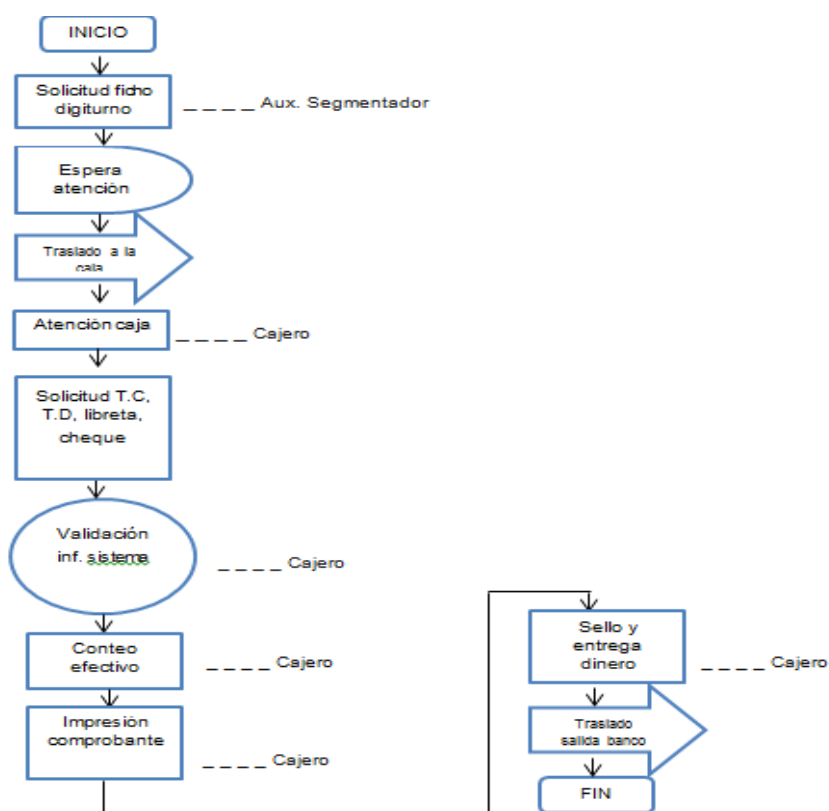 INICIO
Solicitud ficho
digiturno
_ _ _ _ Aux. Segmentador
Espera
atención
Traslado a la
caja
Atención caja
_ _ _ _ Cajero
Solicitud T.C,
T.D, libreta,
cheque
Validación
inf. sistema
_ _ _ _ Cajero
Conteo
efectivo
_ _ _ _ Cajero
Impresión
comprobante
_ _ _ _ Cajero
Sello y
entrega
dinero
_ _ _ _ Cajero
Traslado
salida banco
FIN